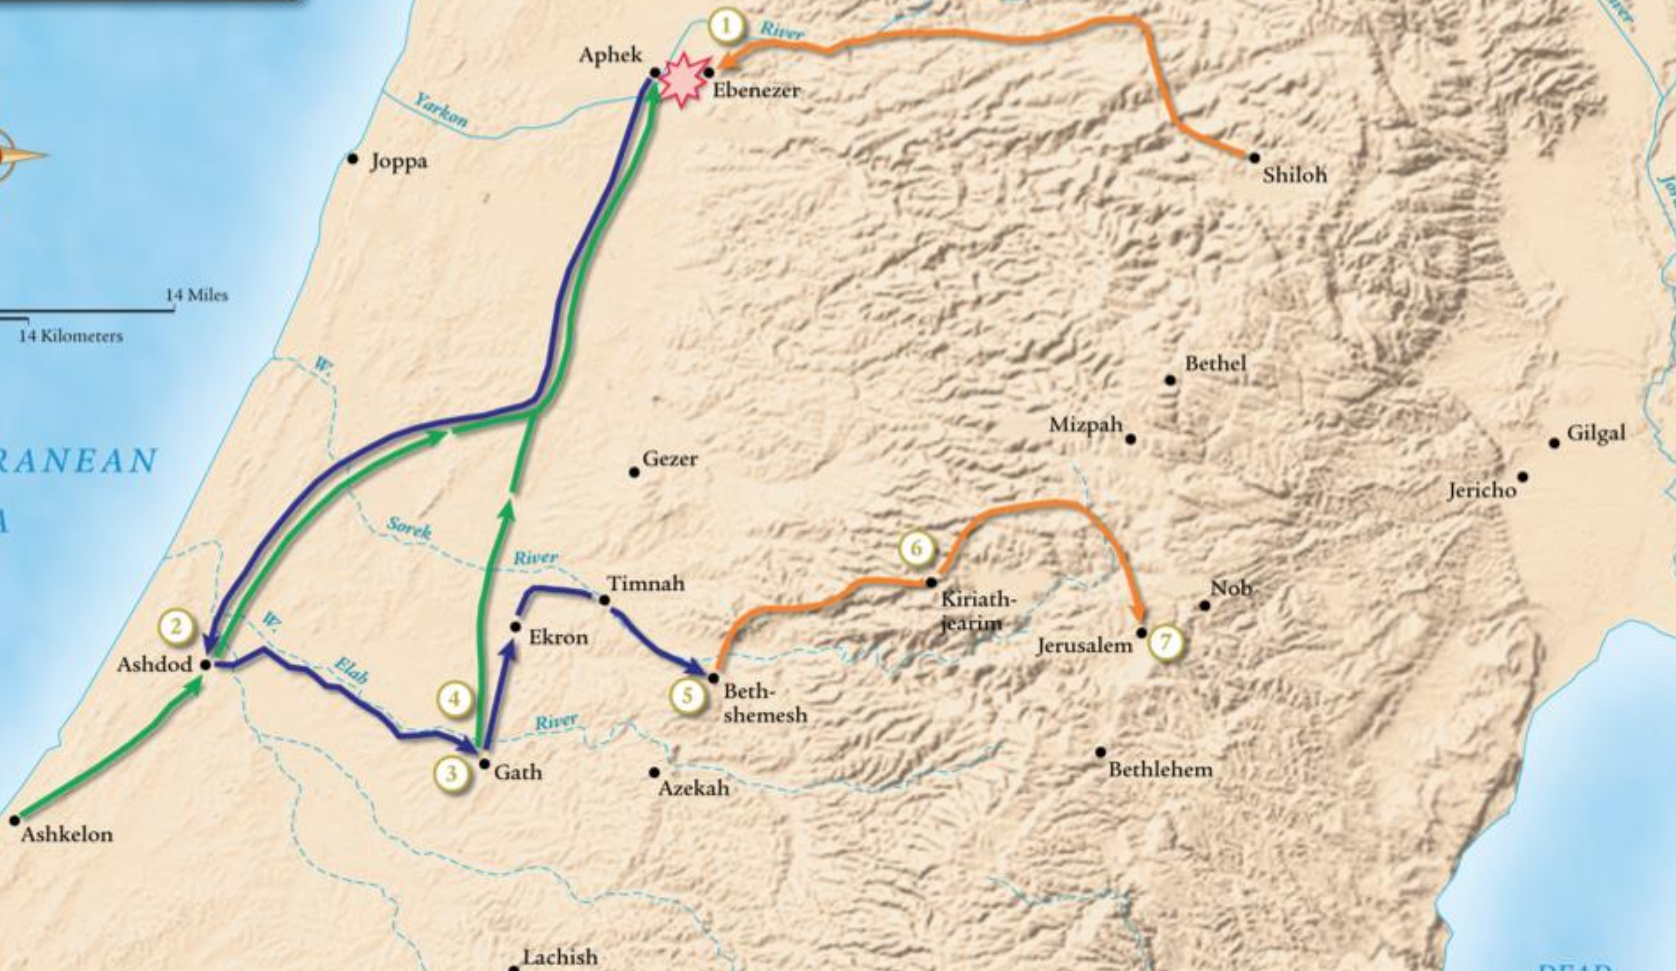 1
River
Aphek
Ebenezer
Yarkon
Joppa
Shiloh
14 Miles
14 Kilometers
W.
Bethel
Mizpah
Gilgal
Gezer
RANEAN
A
Jericho
Sorek
River
6
Timnah
Kiriath-
jearim
Nob
2
W.
Ekron
Jerusalem
7
Ashdod
Elah
4
5
Beth-
shemesh
River
3
Gath
Azekah
Bethlehem
Ashkelon
Lachish
DEAD